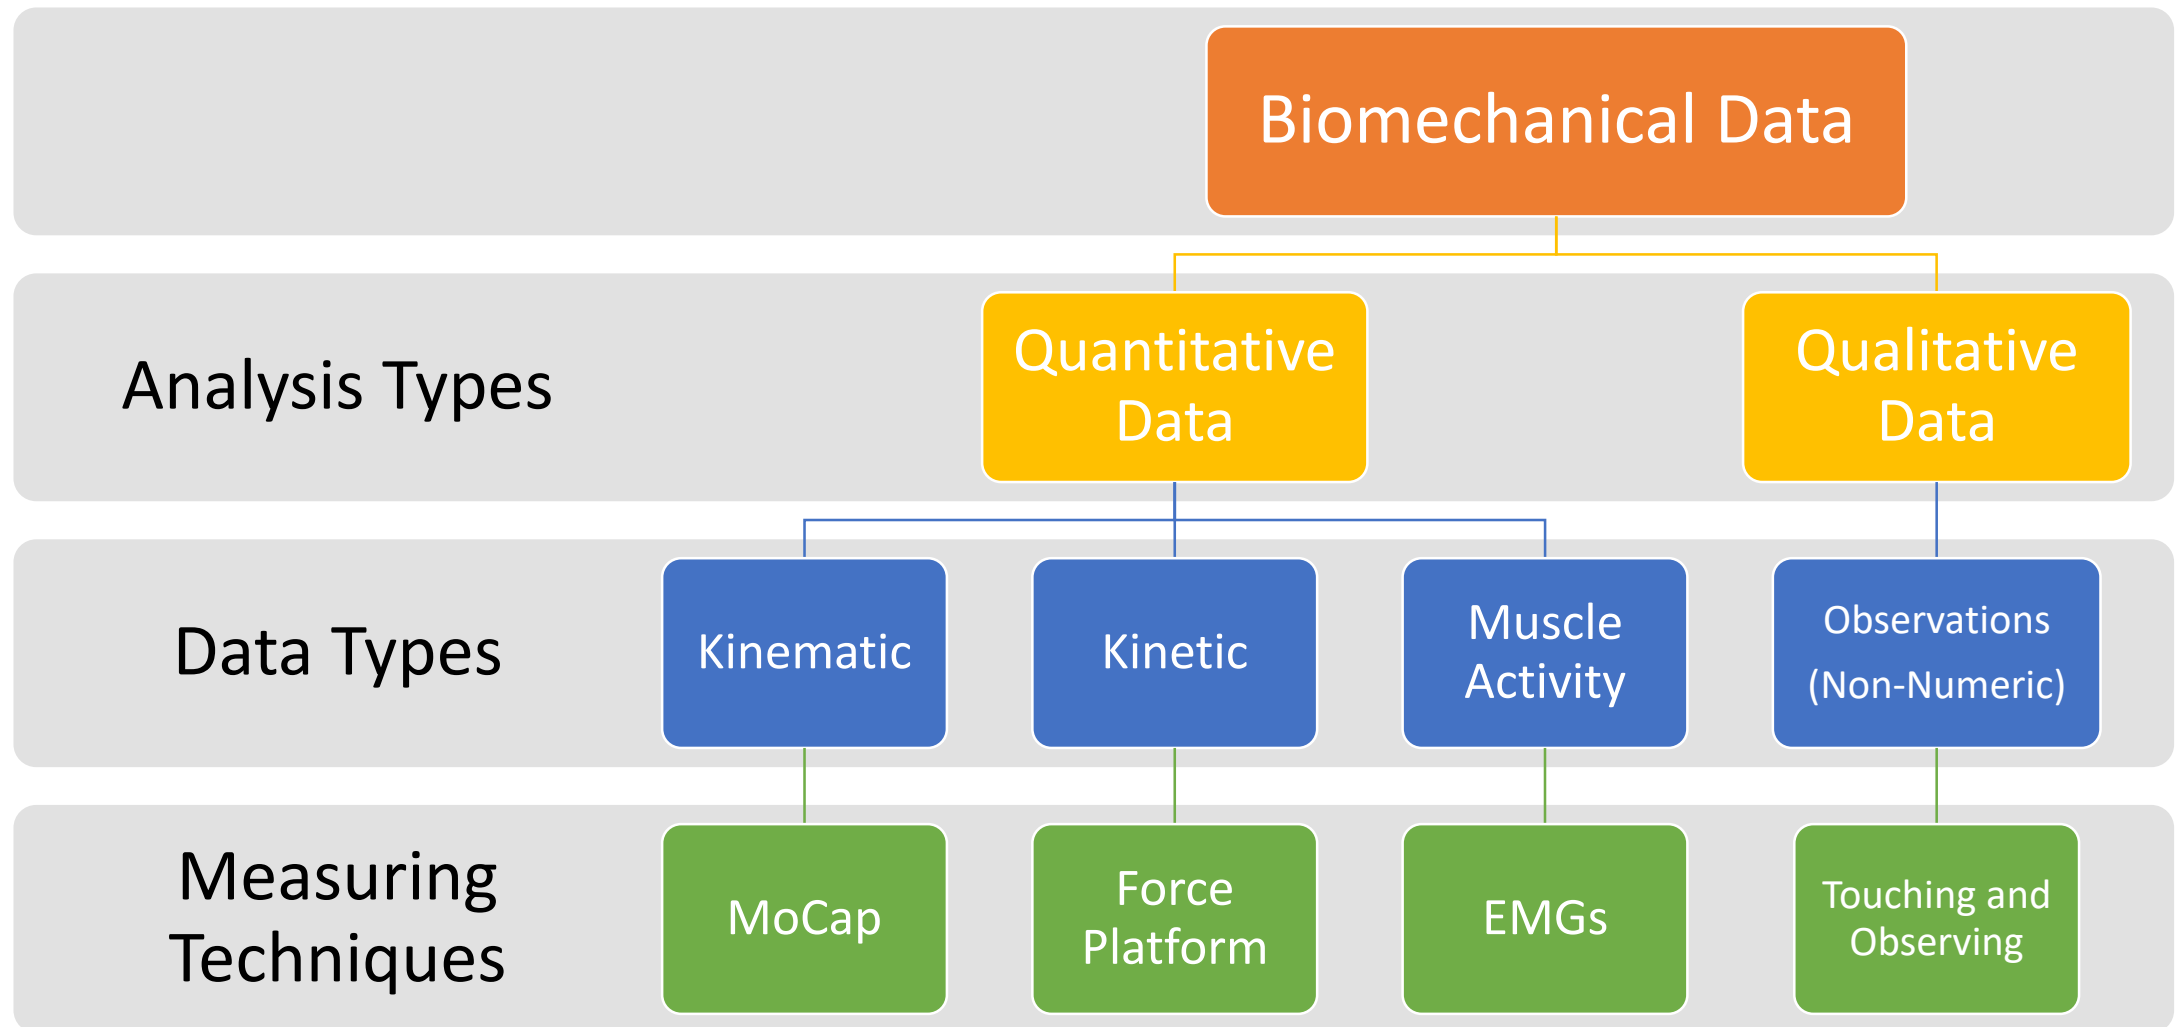 Biomechanical Data
Analysis Types
Quantitative
Data
Qualitative
Data
Data Types
Kinematic
Kinetic
Muscle
Activity
Observations
(Non-Numeric)
Measuring
Techniques
MoCap
Force
Platform
EMGs
Touching and
Observing